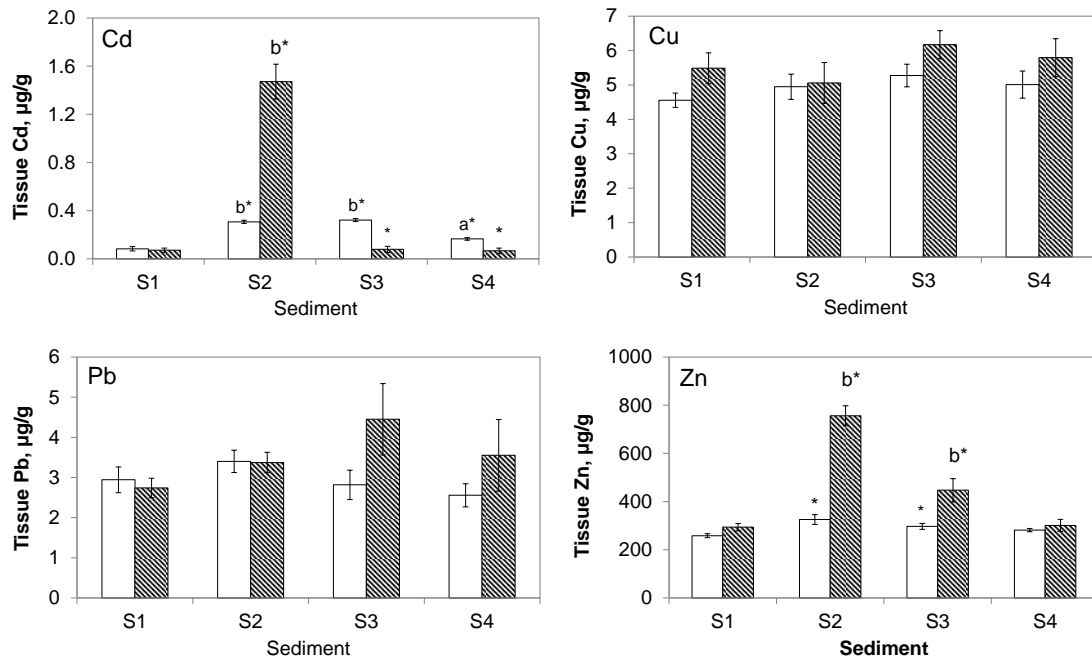 Cd
Tissue Cd, µg/g
2.0
1.6
1.2
0.8
0.4
0.0
b*
b*
b*
*
a*
*
S1 S2 S3 S4
Sediment
Cu
Tissue Cu, µg/g
7
6
5
4
3
2
1
0
S1 S2 S3 S4
Sediment
Pb
Tissue Pb, µg/g
6
5
4
3
2
1
0
S1 S2 S3 S4
Sediment
Zn
Tissue Zn, µg/g
1000
800
600
400
200
0
*
b*
*
b*
S1 S2 S3 S4
Sediment